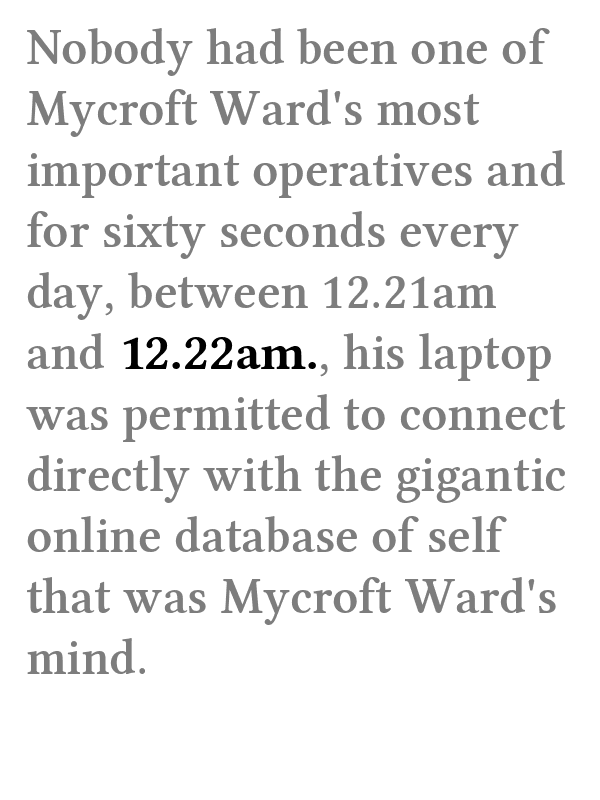 Nobody had been one of
Mycroft Ward's most
important operatives and
for sixty seconds every
day, between 12.21am
and 12.22am., his laptop
was permitted to connect
directly with the gigantic
online database of self
that was Mycroft Ward's
mind.